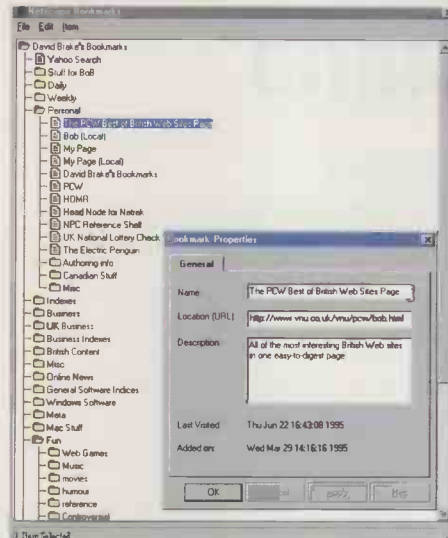 Netscape Bookmarks
File Edit Item
David Brake's Bookmarks
Yahoo Search
Stuff for BoB
Daily
Weekly
Personal
The PCW Best of British Web Sites Page
Bob (Local)
My Page
My Page (Local)
David Brake's Bookmarks
PCW
HOMR
Head Node for Netrek
NPC Reference Shelf
UK National Lottery Check
The Electric Penguin
Authoring info
Canadian Stuff
Misc
Indexes
Business
UK Business
Business Indexes
British Content
Misc
Online News
General Software Indices
Windows Software
Meta
Mac Stuff
Fun
Web Games
Music
movies
humour
reference
Controversial
1 Item Selected
Bookmark Properties
General
Name
The PCW Best of British Web Sites Page
Location (URL)
http://www.vnu.co.uk/vnu/pcw/bob.html
Description
All of the most interesting British Web sites
in one easy-to-digest page
Last Visited
Thu Jun 22 16:43:08 1995
Added on:
Wed Mar 29 14:16:16 1995
OK
apply